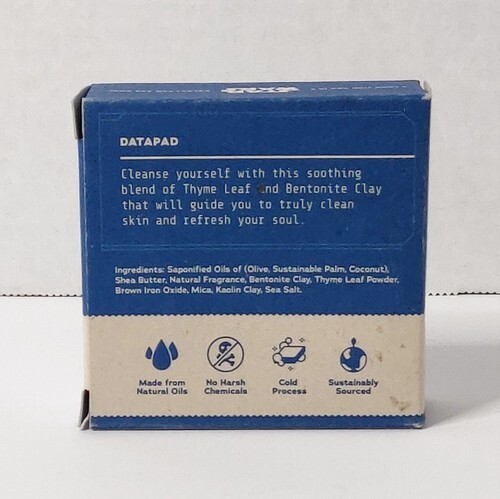 DATAPAD
Cleanse yourself with this soothing
blend of Thyme Leaf and Bentonite Clay
that will guide you to truly clean
skin and refresh your soul.
Ingredients: Saponified Oils of (Olive, Sustainable Palm, Coconut),
Shea Butter, Natural Fragrance, Bentonite Clay, Thyme Leaf Powder,
Brown Iron Oxide, Mica, Kaolin Clay, Sea Salt.
Made from
Natural Oils
No Harsh
Chemicals
Cold
Process
Sustainably
Sourced